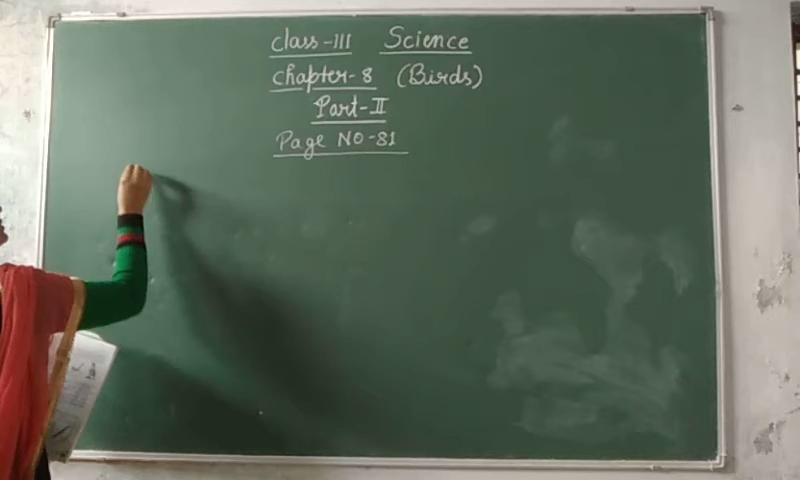 Class-III Science
Chapter-8 (Birds)
Part-II
Page NO-81